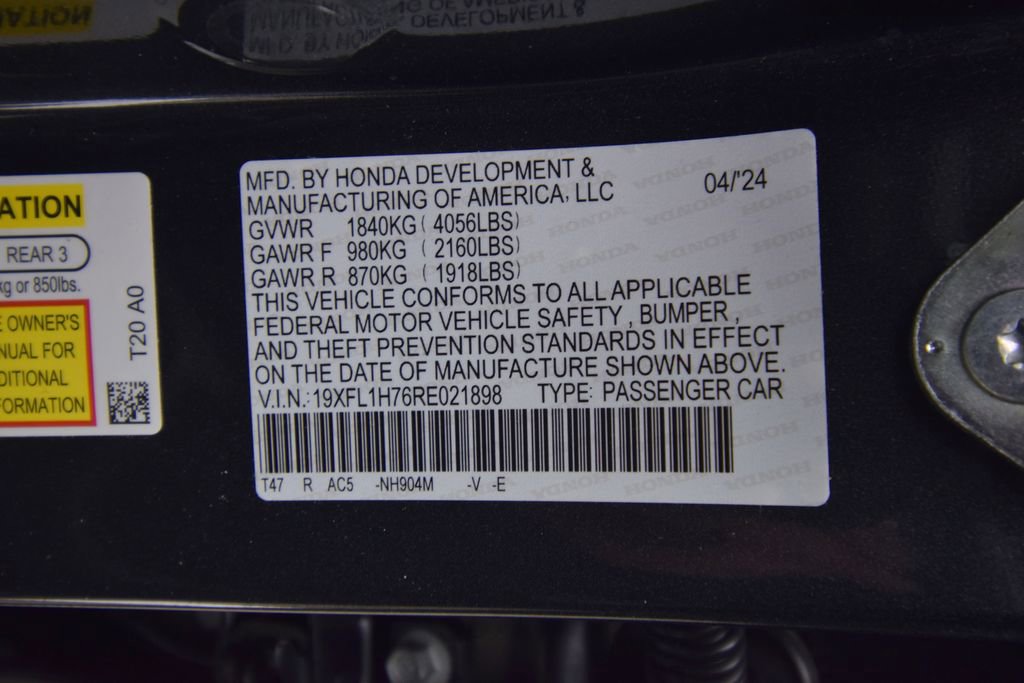 ATION
REAR 3
kg or 850lbs.
OWNER'S
NUAL FOR
DITIONAL
FORMATION
T20 A0
MFD. BY HONDA DEVELOPMENT &
MANUFACTURING OF AMERICA, LLC
04/'24
GVWR 1840KG ( 4056LBS)
GAWR F 980KG ( 2160LBS)
GAWR R 870KG ( 1918LBS)
THIS VEHICLE CONFORMS TO ALL APPLICABLE
FEDERAL MOTOR VEHICLE SAFETY , BUMPER ,
AND THEFT PREVENTION STANDARDS IN EFFECT
ON THE DATE OF MANUFACTURE SHOWN ABOVE.
V.I.N.:19XFL1H76RE021898 TYPE: PASSENGER CAR
T47 R AC5 -NH904M -V -E